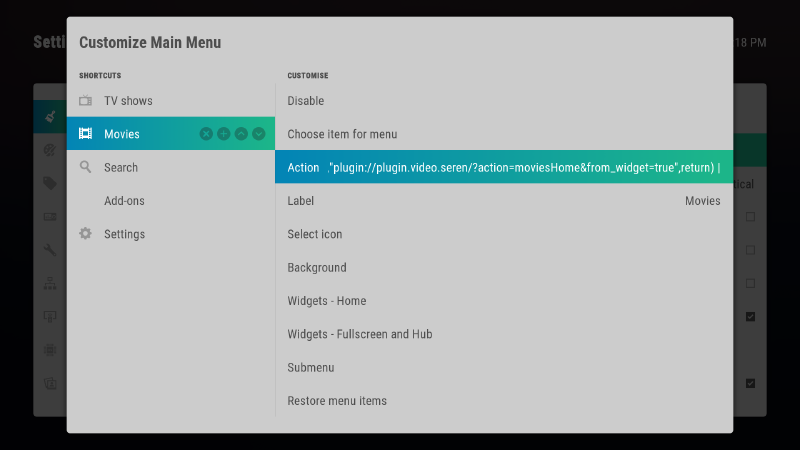 Setti
18 PM
Customize Main Menu
SHORTCUTS
TV shows
Movies
Search
Add-ons
Settings
CUSTOMISE
Disable
Choose item for menu
Action ."plugin://plugin.video.seren/?action=moviesHome&from_widget=true",return) |
Label Movies
Select icon
Background
Widgets - Home
Widgets - Fullscreen and Hub
Submenu
Restore menu items
tical